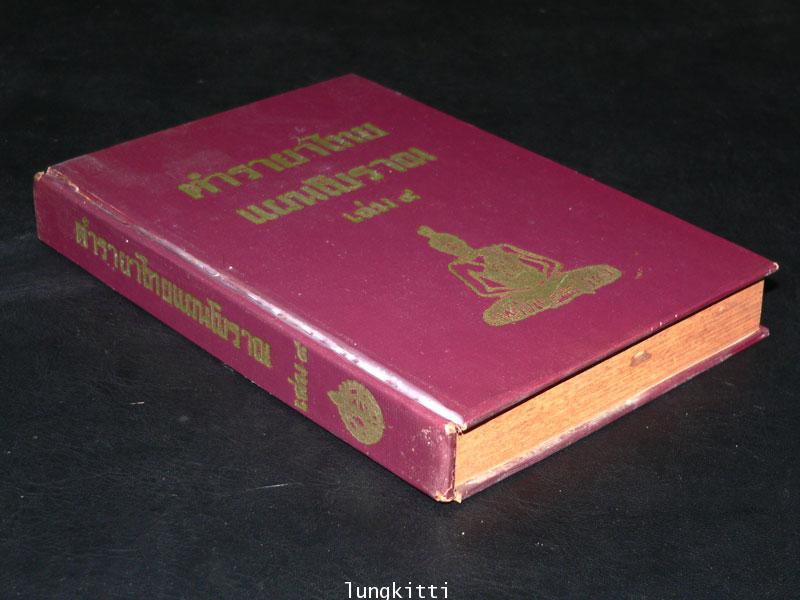 ตำรายาไทย
แผนโบราณ
เล่ม ๙
ตำรายาไทยแผนโบราณ
เล่ม ๙
lungkitti